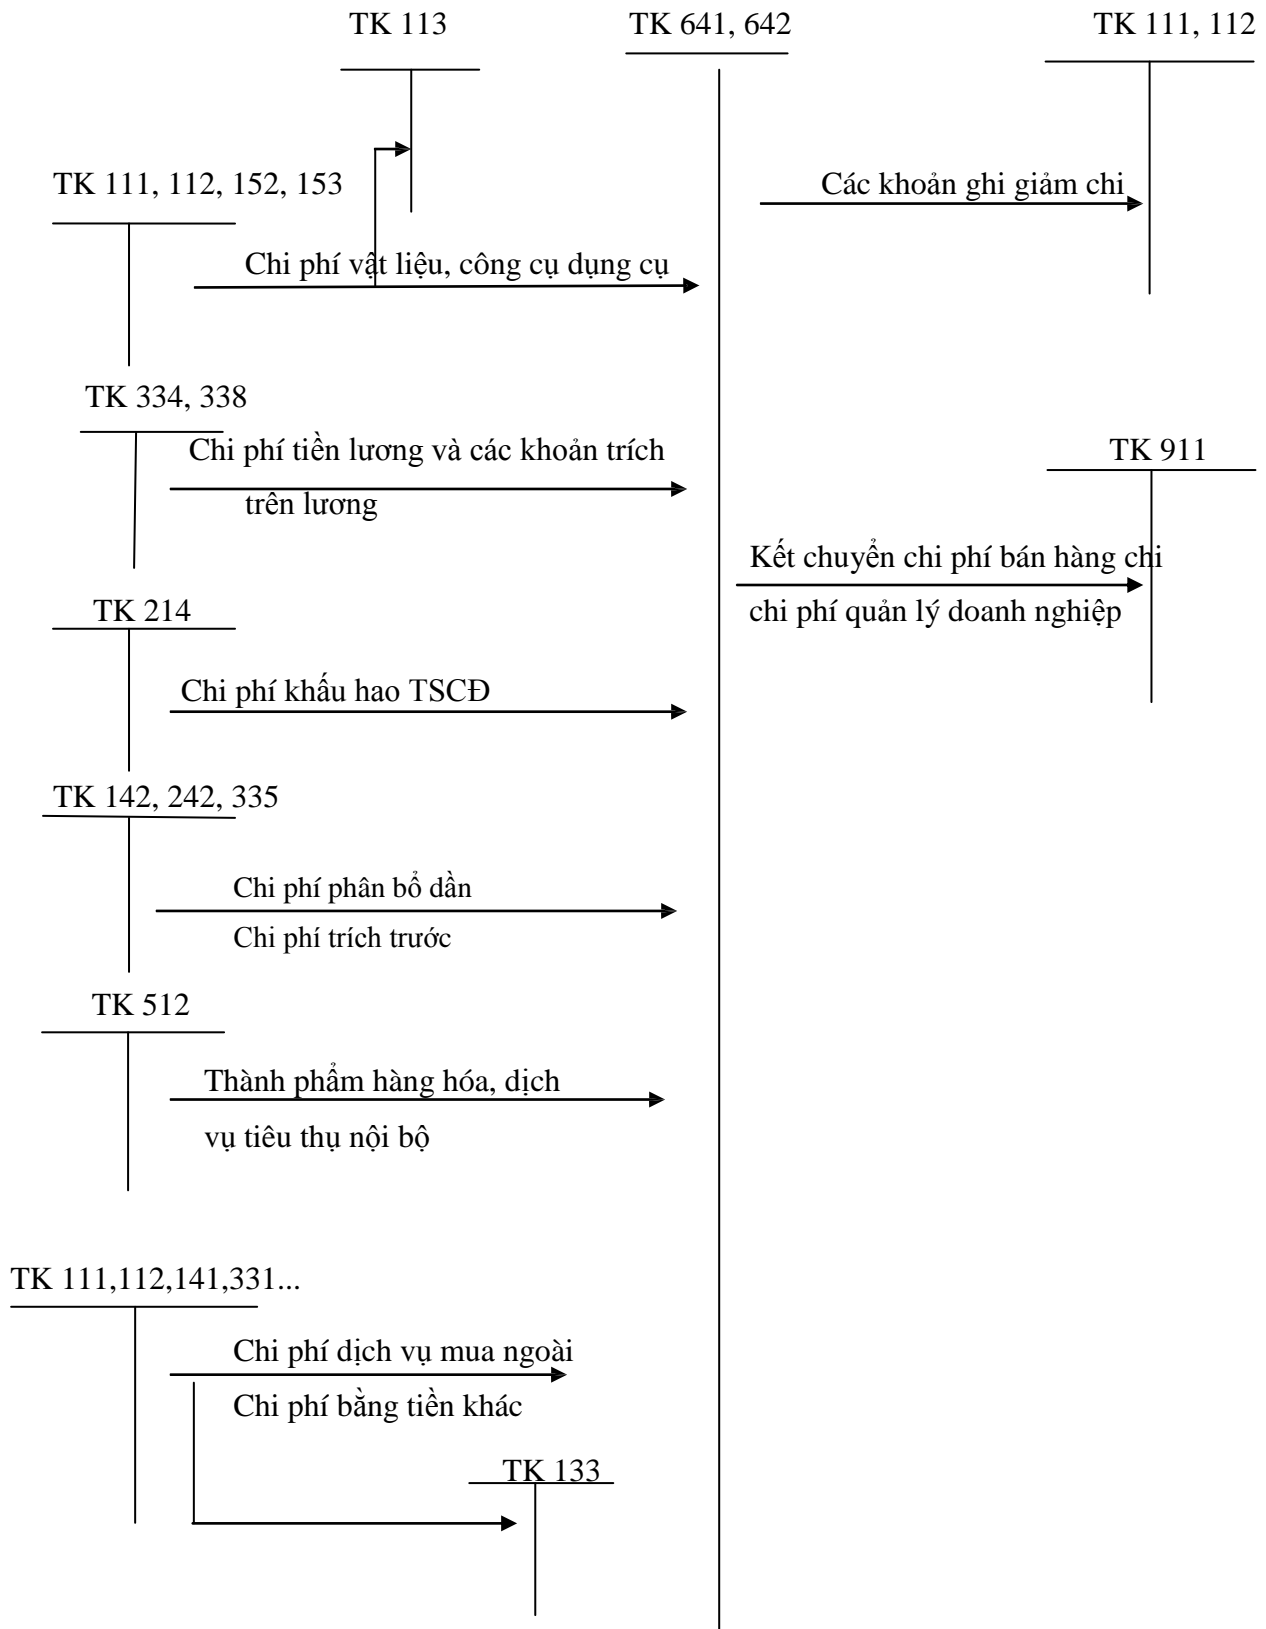 TK 113
TK 641, 642
TK 111, 112
TK 111, 112, 152, 153
Các khoản ghi giảm chi
Chi phí vật liệu, công cụ dụng cụ
TK 334, 338
Chi phí tiền lương và các khoản trích
trên lương
TK 911
Kết chuyển chi phí bán hàng chi
chi phí quản lý doanh nghiệp
TK 214
Chi phí khấu hao TSCĐ
TK 142, 242, 335
Chi phí phân bổ dần
Chi phí trích trước
TK 512
Thành phẩm hàng hóa, dịch
vụ tiêu thụ nội bộ
TK 111,112,141,331...
Chi phí dịch vụ mua ngoài
Chi phí bằng tiền khác
TK 133